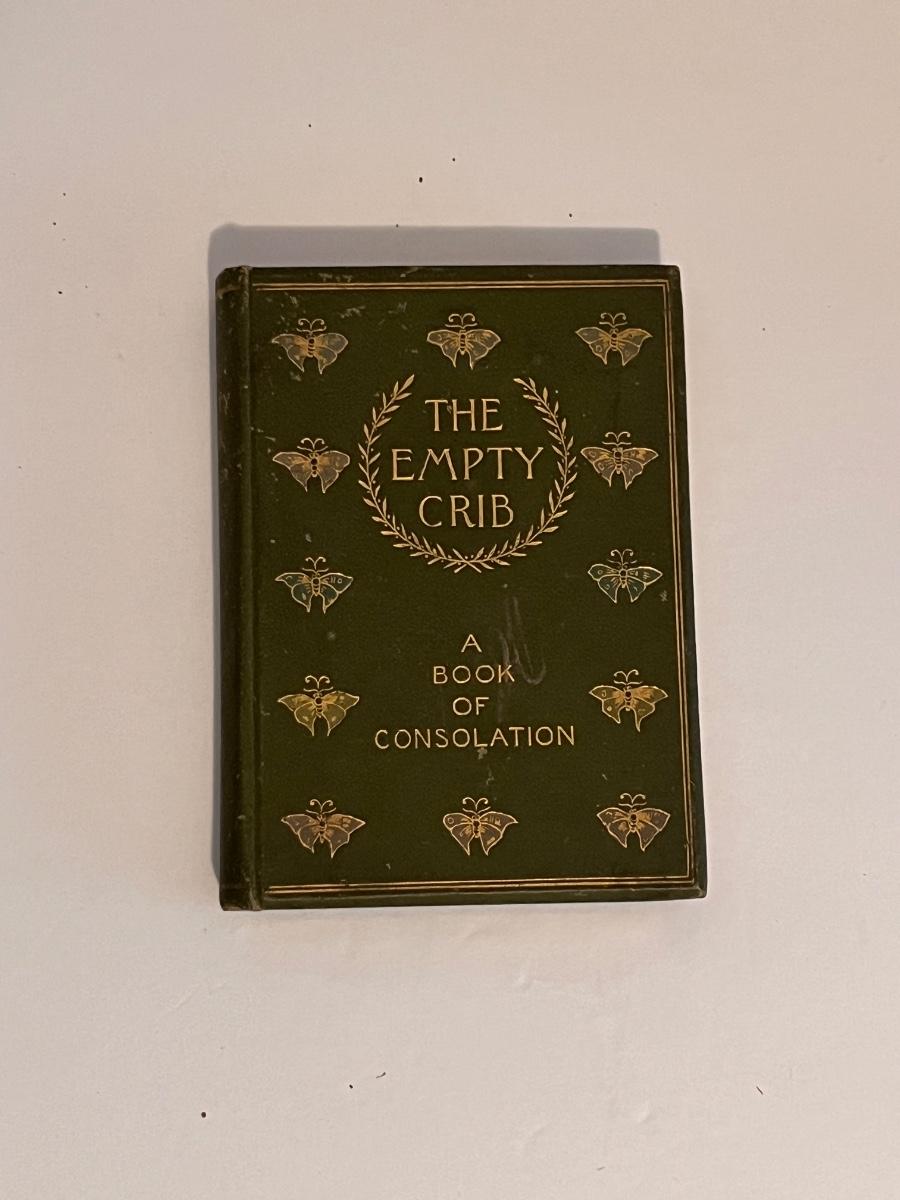 THE
EMPTY
CRIB
A
BOOK
OF
CONSOLATION